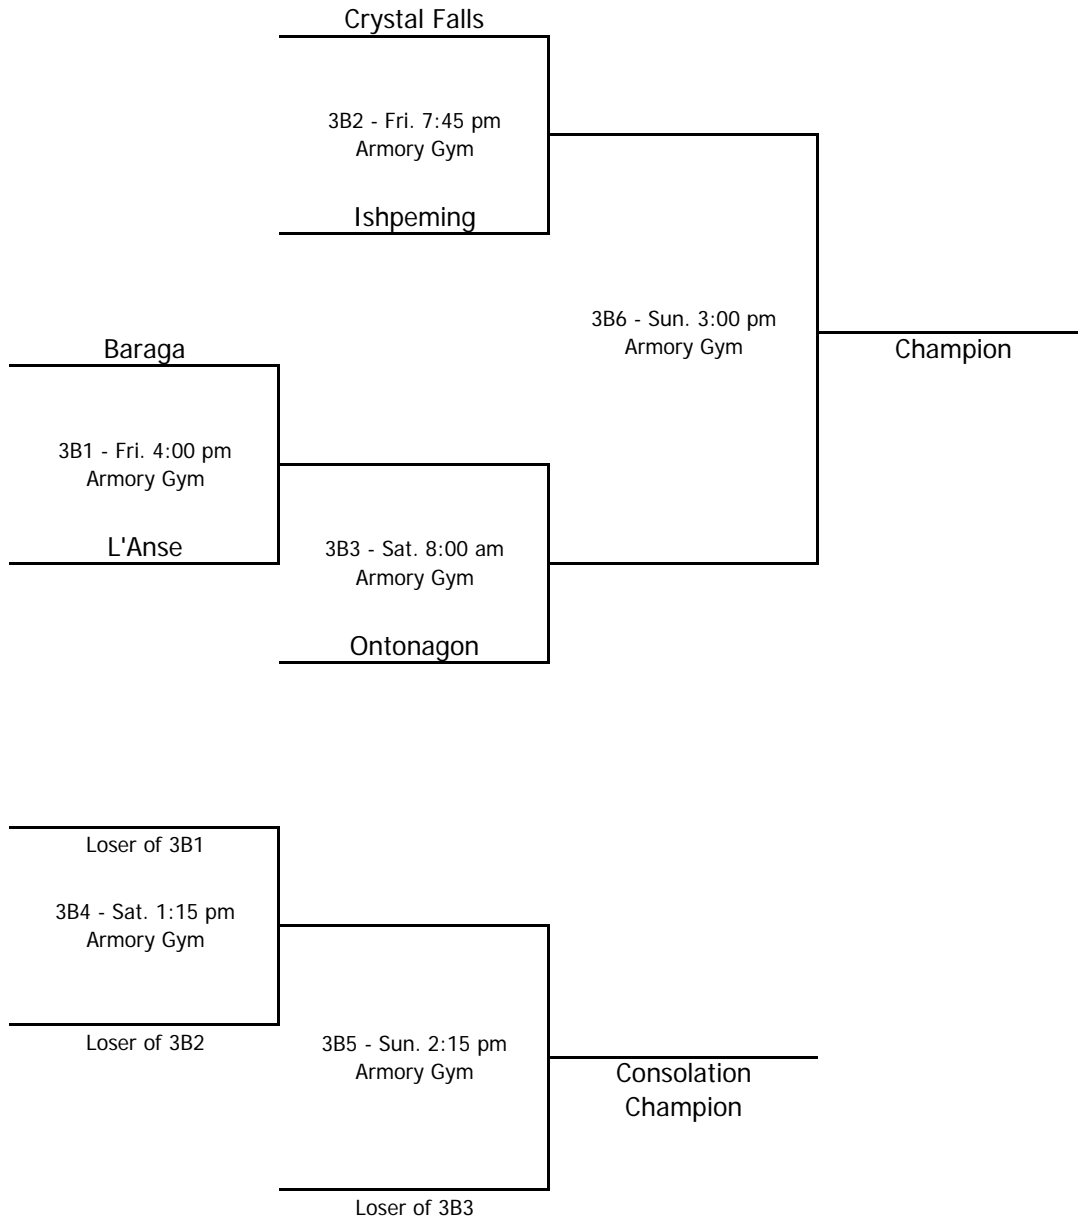 Crystal Falls
3B2 - Fri. 7:45 pm
Armory Gym
Ishpeming
3B6 - Sun. 3:00 pm
Armory Gym
Champion
Baraga
3B1 - Fri. 4:00 pm
Armory Gym
L'Anse
3B3 - Sat. 8:00 am
Armory Gym
Ontonagon
Loser of 3B1
3B4 - Sat. 1:15 pm
Armory Gym
Loser of 3B2
3B5 - Sun. 2:15 pm
Armory Gym
Consolation
Champion
Loser of 3B3